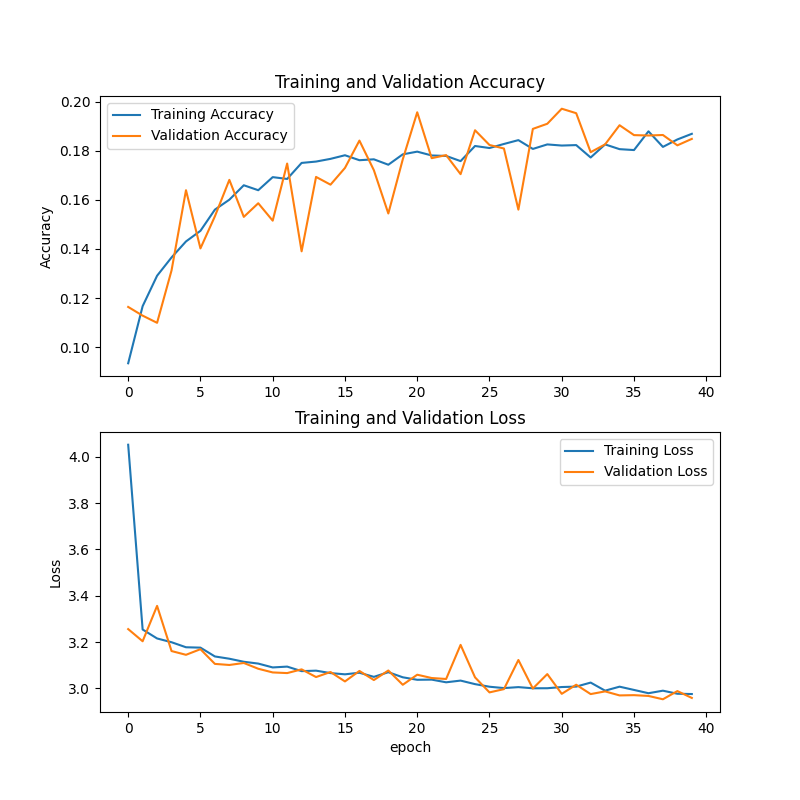 Training and Validation Accuracy
Training Accuracy
Validation Accuracy
Accuracy
0.20
0.18
0.16
0.14
0.12
0.10
0 5 10 15 20 25 30 35 40
Training and Validation Loss
Training Loss
Validation Loss
Loss
4.0
3.8
3.6
3.4
3.2
3.0
0 5 10 15 20 25 30 35 40
epoch